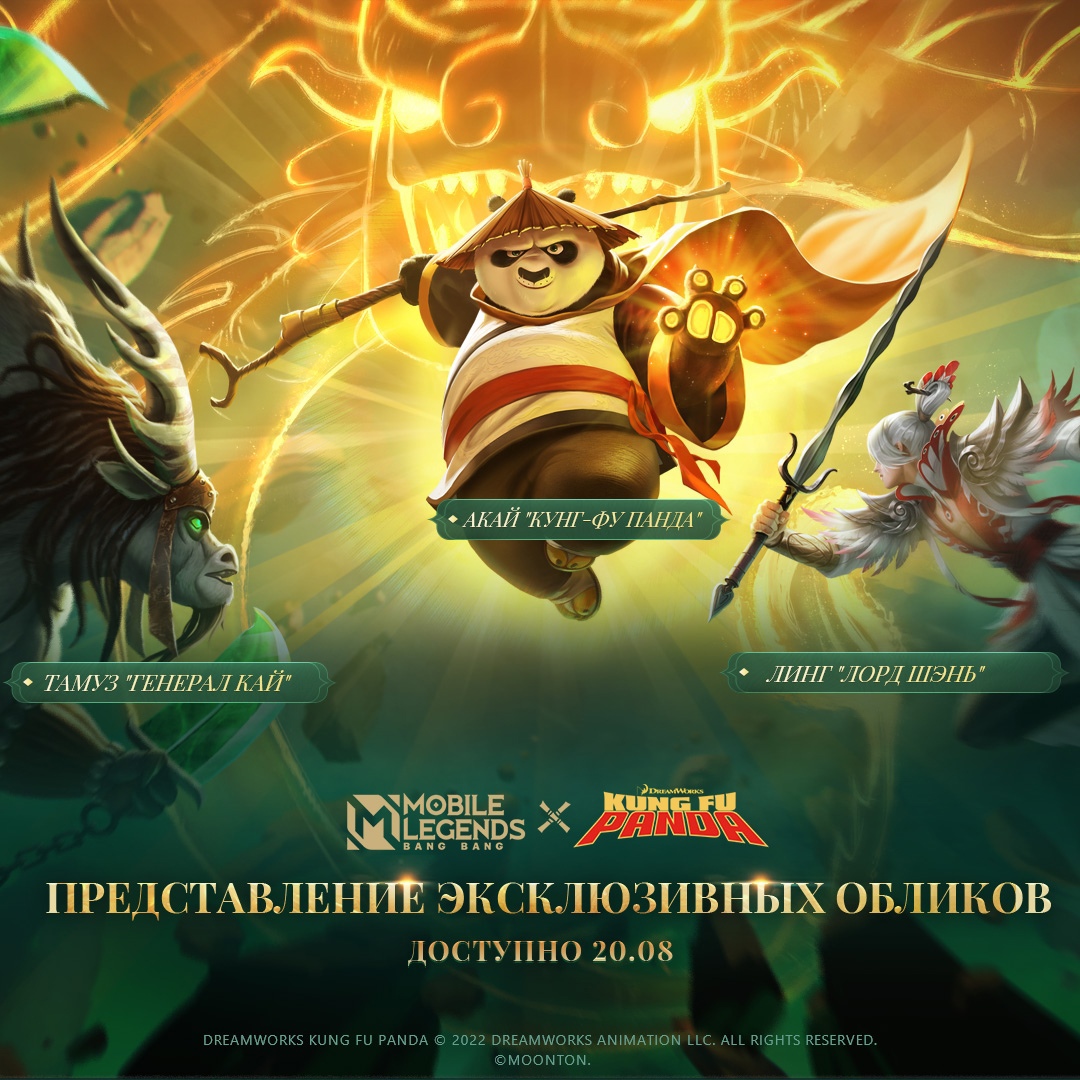 АКАЙ "КУНГ-ФУ ПАНДА"
ТАМУЗ "ГЕНЕРАЛ КАЙ"
ЛИНГ "ЛОРД ШЭНЬ"
MOBILE
LEGENDS
BANG BANG
DREAMWORKS
KUNG FU
PANDA
ПРЕДСТАВЛЕНИЕ ЭКСКЛЮЗИВНЫХ ОБЛИКОВ
ДОСТУПНО 20.08
DREAMWORKS KUNG FU PANDA © 2022 DREAMWORKS ANIMATION LLC. ALL RIGHTS RESERVED.
©MOONTON.